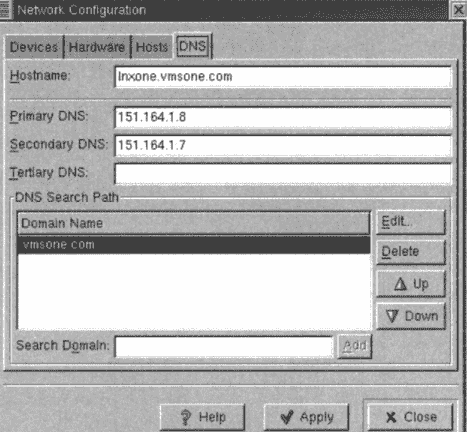 Network Configuration
Devices Hardware Hosts DNS
Hostname: lnxone.vmsone.com
Primary DNS: 151.164.1.8
Secondary DNS: 151.164.1.7
Tertiary DNS:
DNS Search Path
Domain Name
vmsone.com
Edit...
Delete
Up
Down
Search Domain: Add
? Help Apply X Close